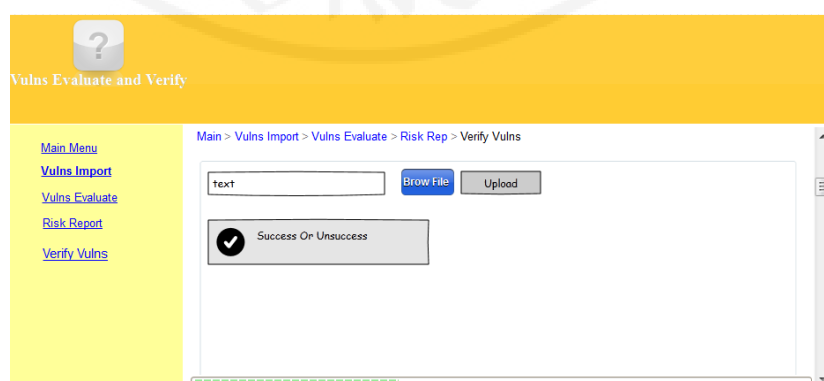 ?
Vulns Evaluate and Verify
Main > Vulns Import > Vulns Evaluate > Risk Rep > Verify Vulns
Main Menu
Vulns Import
Vulns Evaluate
Risk Report
Verify Vulns
text
Brow File
Upload
Success Or Unsuccess